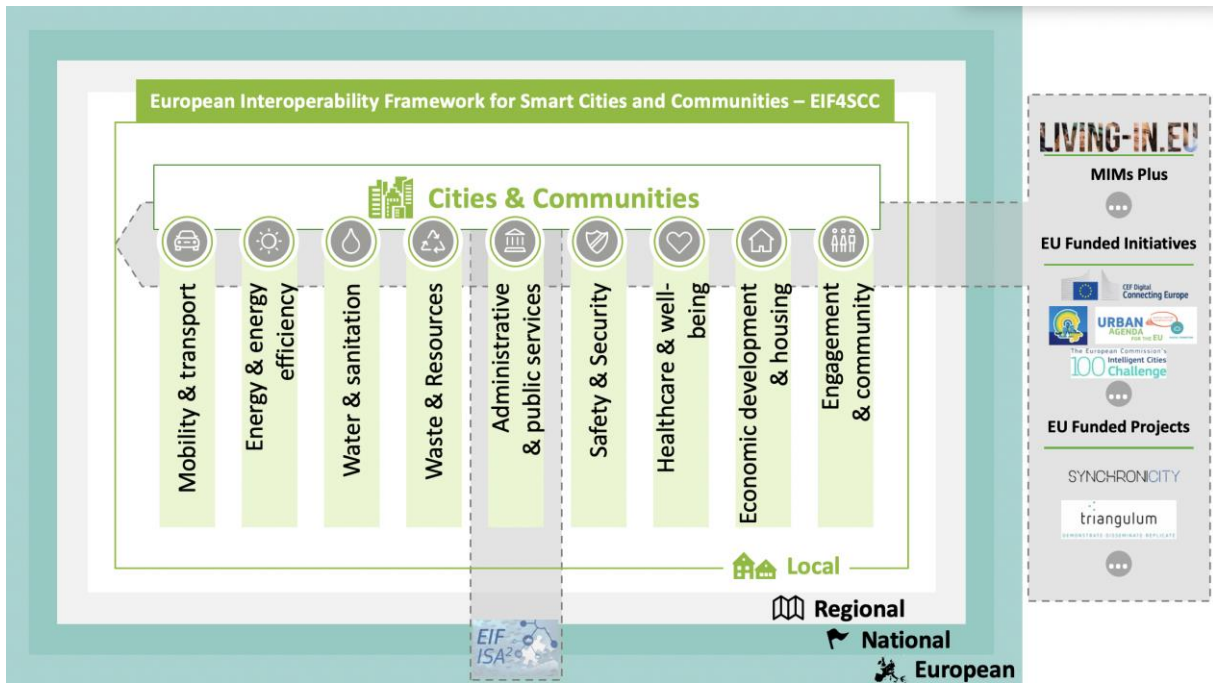 European Interoperability Framework for Smart Cities and Communities – EIF4SCC
Cities & Communities
Mobility & transport
Energy & energy
efficiency
Water & sanitation
Waste & Resources
Administrative
& public services
Safety & Security
Healthcare & well-
being
Economic development
& housing
Engagement
& community
Local
Regional
National
European
EIF
ISA²
LIVING-IN.EU
MIMs Plus
EU Funded Initiatives
CEF Digital
Connecting Europe
URBAN
AGENDA
FOR THE EU
The European Commission's
100 Intelligent Cities
Challenge
EU Funded Projects
SYNCHRONICITY
triangulum
DEMONSTRATE DISSEMINATE REPLICATE